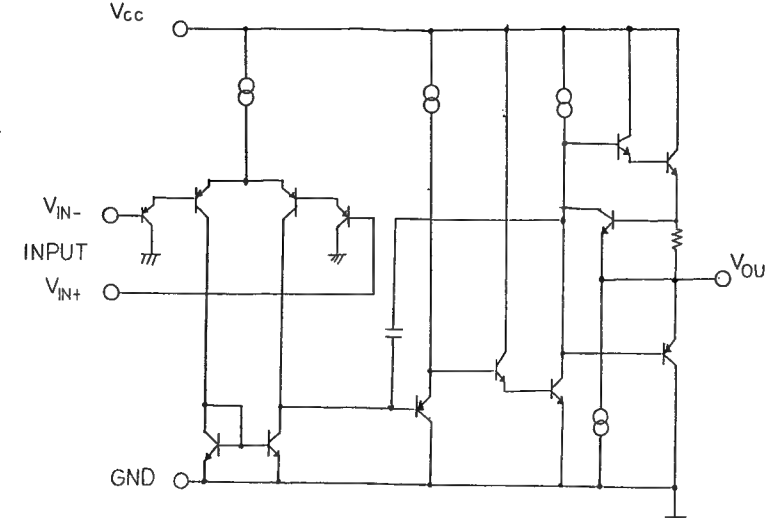 Vcc
VIN-
INPUT
VIN+
VOU
GND